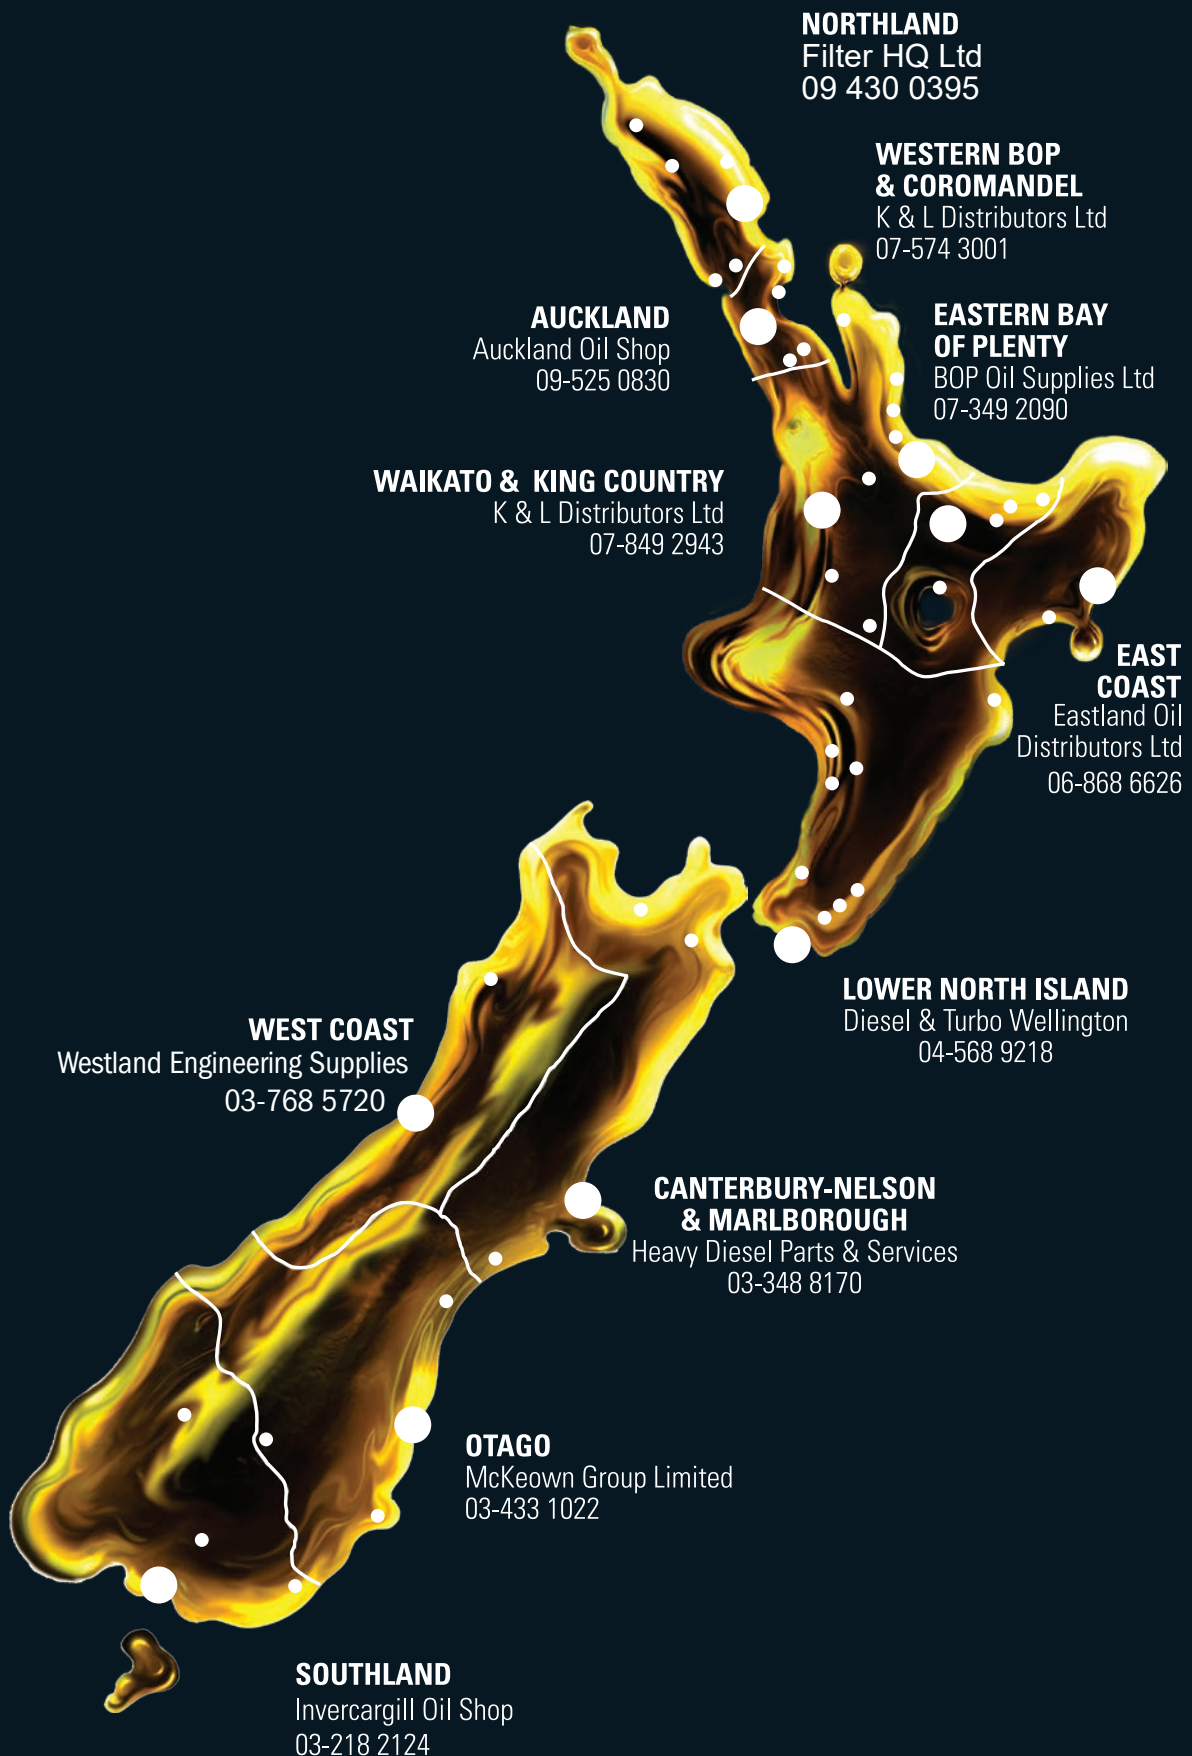 NORTHLAND
Filter HQ Ltd
09 430 0395
WESTERN BOP
& COROMANDEL
K & L Distributors Ltd
07-574 3001
AUCKLAND
Auckland Oil Shop
09-525 0830
EASTERN BAY
OF PLENTY
BOP Oil Supplies Ltd
07-349 2090
WAIKATO & KING COUNTRY
K & L Distributors Ltd
07-849 2943
EAST
COAST
Eastland Oil
Distributors Ltd
06-868 6626
LOWER NORTH ISLAND
Diesel & Turbo Wellington
04-568 9218
WEST COAST
Westland Engineering Supplies
03-768 5720
CANTERBURY-NELSON
& MARLBOROUGH
Heavy Diesel Parts & Services
03-348 8170
OTAGO
McKeown Group Limited
03-433 1022
SOUTHLAND
Invercargill Oil Shop
03-218 2124